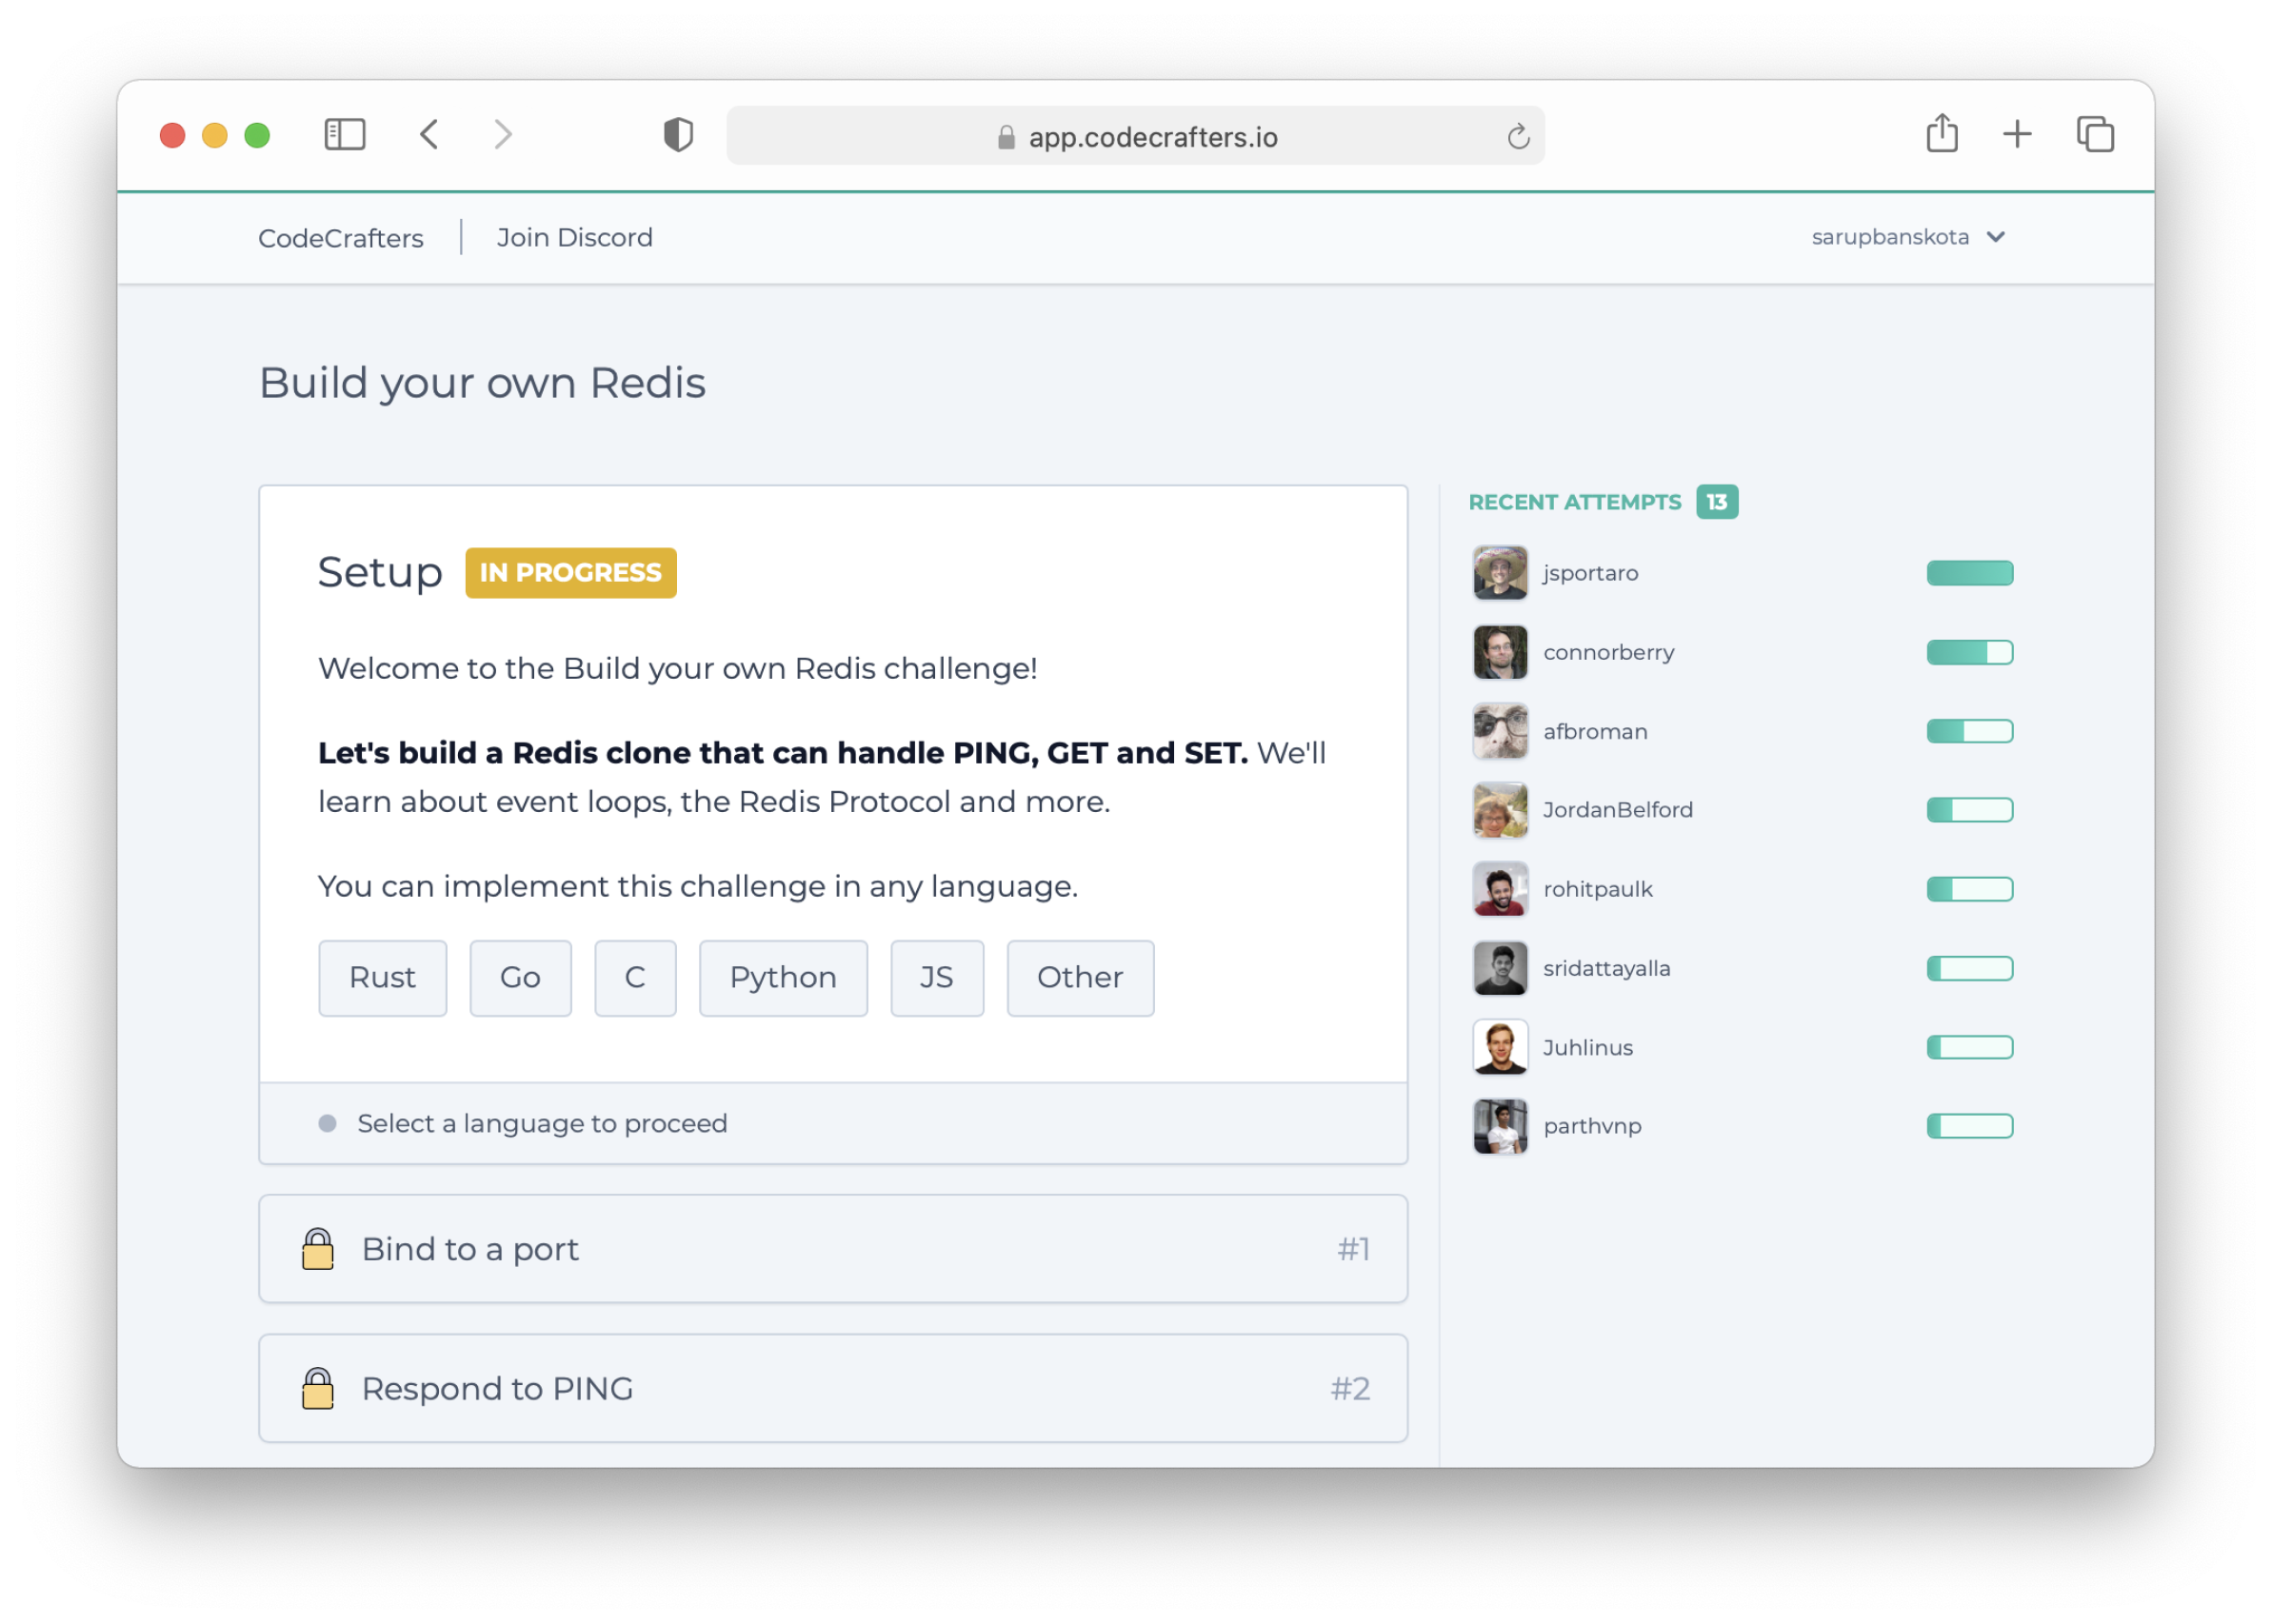 app.codecrafters.io
CodeCrafters
Join Discord
sarupbanskota
Build your own Redis
Setup IN PROGRESS
Welcome to the Build your own Redis challenge!
Let's build a Redis clone that can handle PING, GET and SET. We'll
learn about event loops, the Redis Protocol and more.
You can implement this challenge in any language.
Rust Go C Python JS Other
Select a language to proceed
Bind to a port #1
Respond to PING #2
RECENT ATTEMPTS 13
jsportaro
connorberry
afbroman
JordanBelford
rohitpaulk
sridattayalla
Juhlinus
parthvnp